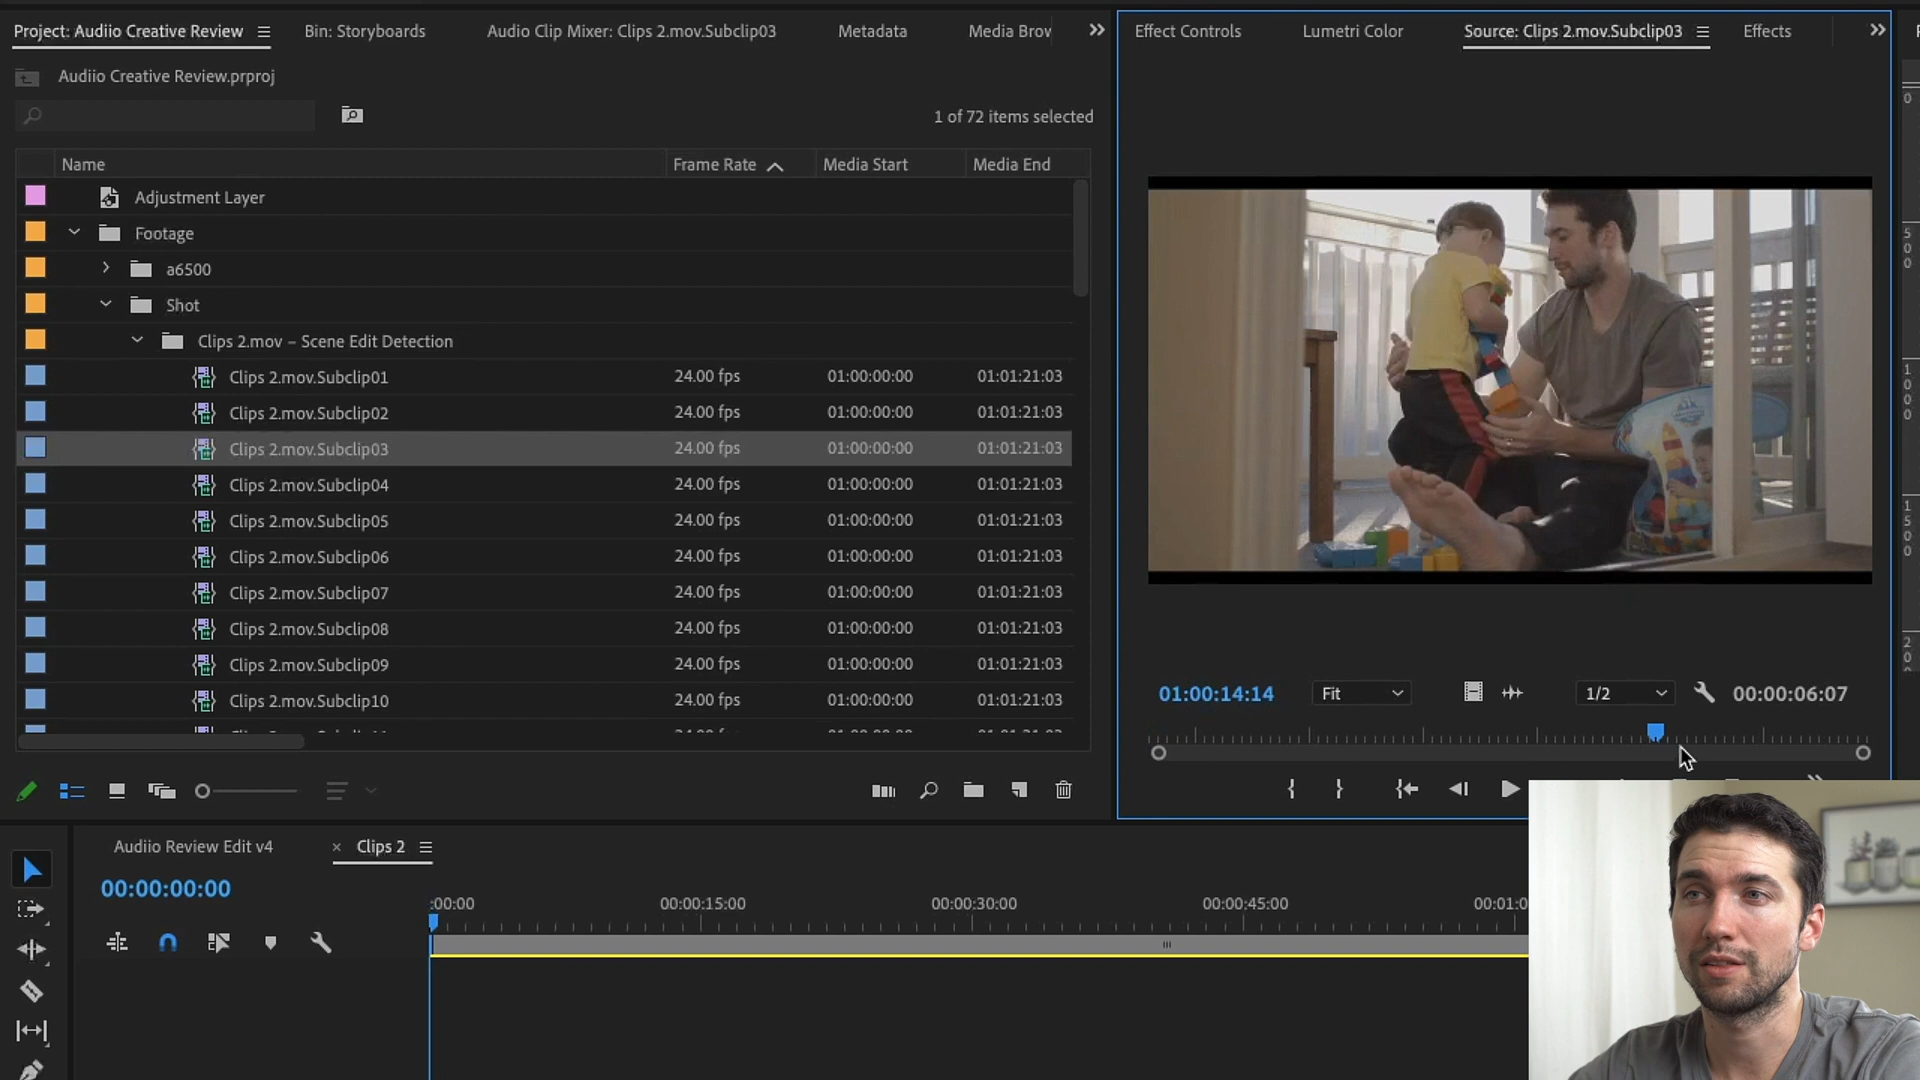 Project: Audiio Creative Review
Bin: Storyboards
Audio Clip Mixer: Clips 2.mov.Subclip03
Metadata
Media Brov
Effect Controls
Lumetri Color
Source: Clips 2.mov.Subclip03
Effects
Audiio Creative Review.prproj
1 of 72 items selected
Name Frame Rate Media Start Media End
Adjustment Layer
Footage
a6500
Shot
Clips 2.mov – Scene Edit Detection
Clips 2.mov.Subclip01 24.00 fps 01:00:00:00 01:01:21:03
Clips 2.mov.Subclip02 24.00 fps 01:00:00:00 01:01:21:03
Clips 2.mov.Subclip03 24.00 fps 01:00:00:00 01:01:21:03
Clips 2.mov.Subclip04 24.00 fps 01:00:00:00 01:01:21:03
Clips 2.mov.Subclip05 24.00 fps 01:00:00:00 01:01:21:03
Clips 2.mov.Subclip06 24.00 fps 01:00:00:00 01:01:21:03
Clips 2.mov.Subclip07 24.00 fps 01:00:00:00 01:01:21:03
Clips 2.mov.Subclip08 24.00 fps 01:00:00:00 01:01:21:03
Clips 2.mov.Subclip09 24.00 fps 01:00:00:00 01:01:21:03
Clips 2.mov.Subclip10 24.00 fps 01:00:00:00 01:01:21:03
01:00:14:14 Fit 1/2 00:00:06:07
0
500
1000
1500
200
Audiio Review Edit v4
× Clips 2
00:00:00:00
:00:00 00:00:15:00 00:00:30:00 00:00:45:00 00:01:0